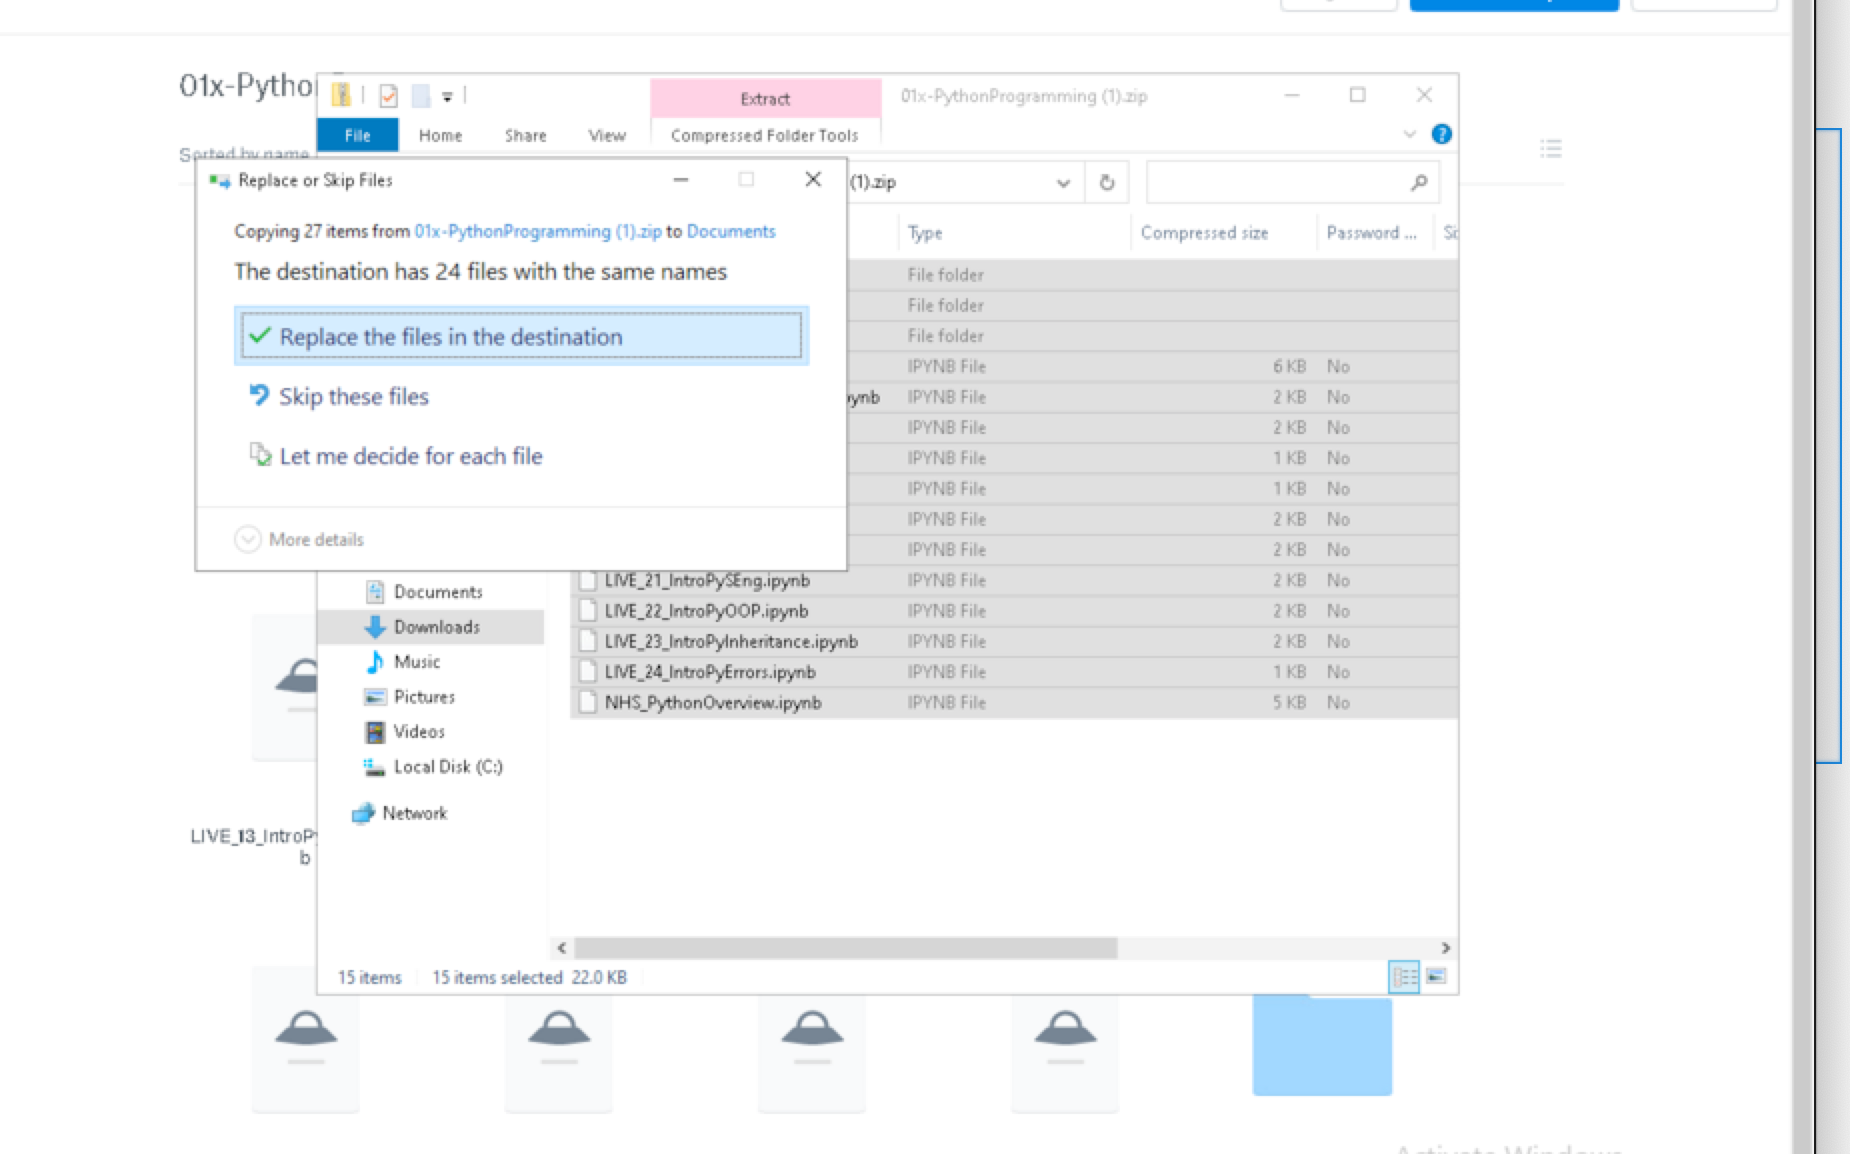 01x-Pytho
Sorted by name
Extract
01x-PythonProgramming (1).zip
File
Home
Share
View
Compressed Folder Tools
Replace or Skip Files
(1).zip
Copying 27 items from 01x-PythonProgramming (1).zip to Documents
The destination has 24 files with the same names
Replace the files in the destination
Skip these files
Let me decide for each file
More details
Type
Compressed size
Password ...
File folder
File folder
File folder
IPYNB File
6 KB
No
ynb
IPYNB File
2 KB
No
IPYNB File
2 KB
No
IPYNB File
1 KB
No
IPYNB File
1 KB
No
IPYNB File
2 KB
No
IPYNB File
2 KB
No
LIVE_21_IntroPySEng.ipynb
IPYNB File
2 KB
No
LIVE_22_IntroPyOOP.ipynb
IPYNB File
2 KB
No
LIVE_23_IntroPyInheritance.ipynb
IPYNB File
2 KB
No
LIVE_24_IntroPyErrors.ipynb
IPYNB File
1 KB
No
NHS_PythonOverview.ipynb
IPYNB File
5 KB
No
Documents
Downloads
Music
Pictures
Videos
Local Disk (C:)
Network
LIVE_13_IntroP
b
15 items
15 items selected 22.0 KB
Activate Windows